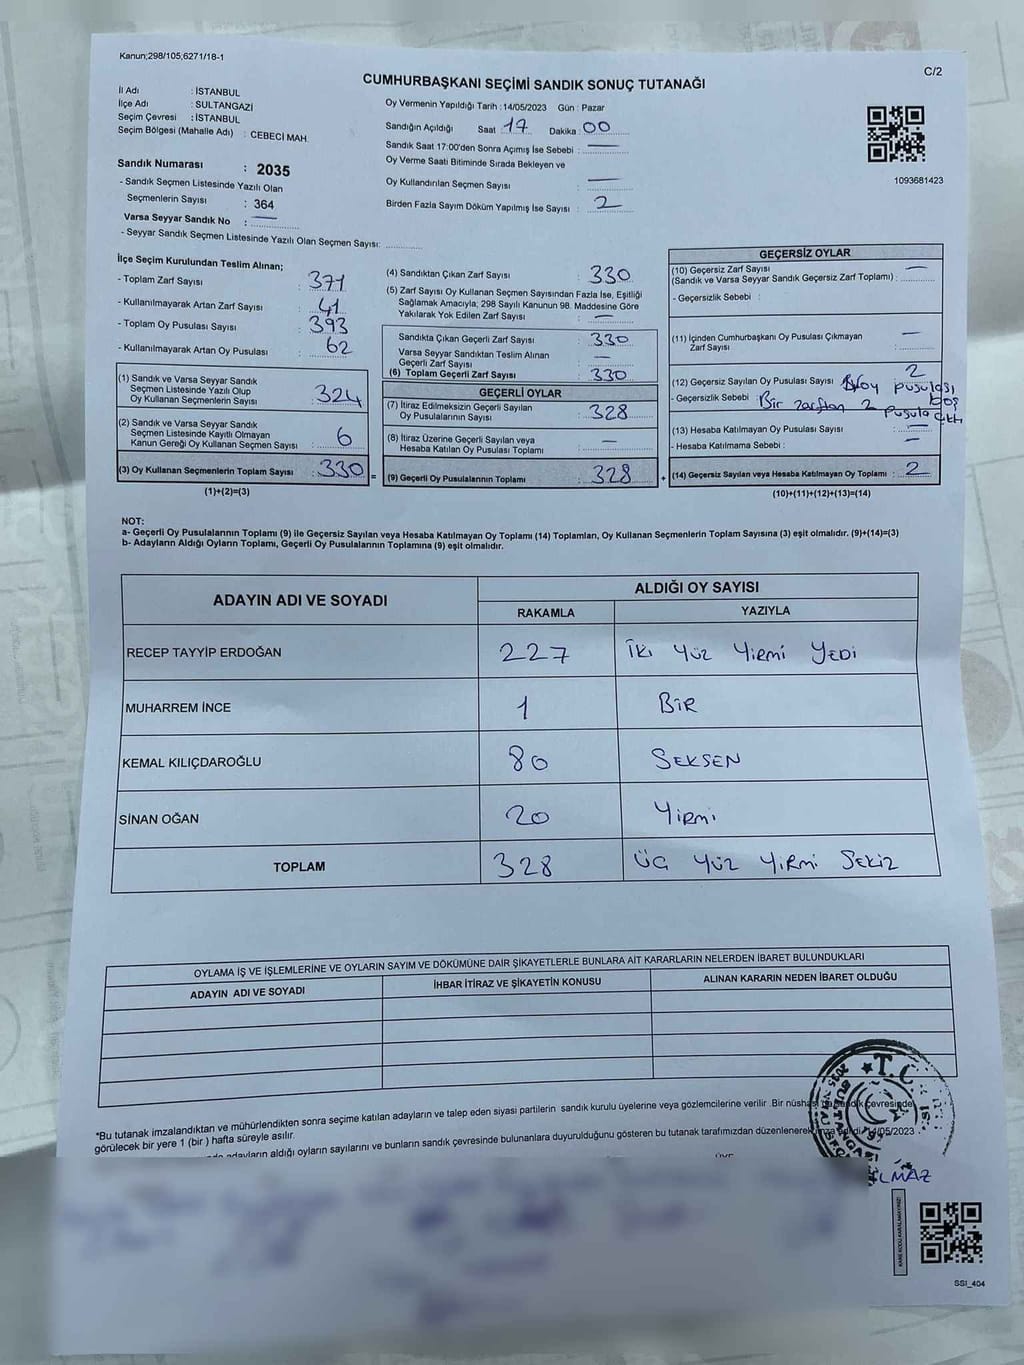 Kanun;298/105,6271/18-1
C/2
CUMHURBAŞKANI SEÇİMİ SANDIK SONUÇ TUTANAĞI
İl Adı : İSTANBUL
İlçe Adı : SULTANGAZİ
Seçim Çevresi : İSTANBUL
Seçim Bölgesi (Mahalle Adı) : CEBECİ MAH.
Sandık Numarası : 2035
- Sandık Seçmen Listesinde Yazılı Olan
Seçmenlerin Sayısı : 364
Varsa Seyyar Sandık No : —
- Seyyar Sandık Seçmen Listesinde Yazılı Olan Seçmen Sayısı:
Oy Vermenin Yapıldığı Tarih : 14/05/2023 Gün : Pazar
Sandığın Açıldığı Saat 17 Dakika 00
Sandık Saat 17:00'den Sonra Açımış İse Sebebi : —
Oy Verme Saati Bitiminde Sırada Bekleyen ve
Oy Kullandırılan Seçmen Sayısı : —
Birden Fazla Sayım Döküm Yapılmış İse Sayısı : 2
1093681423
İlçe Seçim Kurulundan Teslim Alınan;
- Toplam Zarf Sayısı : 371
- Kullanılmayarak Artan Zarf Sayısı : 41
- Toplam Oy Pusulası Sayısı : 393
- Kullanılmayarak Artan Oy Pusulası : 62
(1) Sandık ve Varsa Seyyar Sandık
Seçmen Listesinde Yazılı Olup
Oy Kullanan Seçmenlerin Sayısı : 324
(2) Sandık ve Varsa Seyyar Sandık
Seçmen Listesinde Kayıtlı Olmayan
Kanun Gereği Oy Kullanan Seçmen Sayısı : 6
(3) Oy Kullanan Seçmenlerin Toplam Sayısı : 330 =
(1)+(2)=(3)
(4) Sandıktan Çıkan Zarf Sayısı : 330
(5) Zarf Sayısı Oy Kullanan Seçmen Sayısından Fazla İse, Eşitliği
Sağlamak Amacıyla; 298 Sayılı Kanunun 98. Maddesine Göre
Yakılarak Yok Edilen Zarf Sayısı : —
Sandıkta Çıkan Geçerli Zarf Sayısı : 330
Varsa Seyyar Sandıktan Teslim Alınan
Geçerli Zarf Sayısı : —
(6) Toplam Geçerli Zarf Sayısı : 330
GEÇERLİ OYLAR
(7) İtiraz Edilmeksizin Geçerli Sayılan
Oy Pusulalarının Sayısı : 328
(8) İtiraz Üzerine Geçerli Sayılan veya
Hesaba Katılan Oy Pusulası Toplamı : —
(9) Geçerli Oy Pusulalarının Toplamı : 328 +
GEÇERSİZ OYLAR
(10) Geçersiz Zarf Sayısı
(Sandık ve Varsa Seyyar Sandık Geçersiz Zarf Toplamı) : —
- Geçersizlik Sebebi :
(11) İçinden Cumhurbaşkanı Oy Pusulası Çıkmayan
Zarf Sayısı : —
(12) Geçersiz Sayılan Oy Pusulası Sayısı : 2
oy pusulası boş
- Geçersizlik Sebebi : Bir zarftan 2 pusula çıktı
(13) Hesaba Katılmayan Oy Pusulası Sayısı : —
- Hesaba Katılmama Sebebi : —
(14) Geçersiz Sayılan veya Hesaba Katılmayan Oy Toplamı : 2
(10)+(11)+(12)+(13)=(14)
NOT:
a- Geçerli Oy Pusulalarının Toplamı (9) ile Geçersiz Sayılan veya Hesaba Katılmayan Oy Toplamı (14) Toplamları, Oy Kullanan Seçmenlerin Toplam Sayısına (3) eşit olmalıdır. (9)+(14)=(3)
b- Adayların Aldığı Oyların Toplamı, Geçerli Oy Pusulalarının Toplamına (9) eşit olmalıdır.
ADAYIN ADI VE SOYADI
ALDIĞI OY SAYISI
RAKAMLA YAZIYLA
RECEP TAYYİP ERDOĞAN 227 İKİ YÜZ YİRMİ YEDİ
MUHARREM İNCE 1 BİR
KEMAL KILIÇDAROĞLU 80 SEKSEN
SİNAN OĞAN 20 YİRMİ
TOPLAM 328 ÜÇ YÜZ YİRMİ SEKİZ
OYLAMA İŞ VE İŞLEMLERİNE VE OYLARIN SAYIM VE DÖKÜMÜNE DAİR ŞİKAYETLERLE BUNLARA AİT KARARLARIN NELERDEN İBARET BULUNDUKLARI
ADAYIN ADI VE SOYADI İHBAR İTİRAZ VE ŞİKAYETİN KONUSU ALINAN KARARIN NEDEN İBARET OLDUĞU
*Bu tutanak imzalandıktan ve mühürlendikten sonra seçime katılan adayların ve talep eden siyasi partilerin sandık kurulu üyelerine veya gözlemcilerine verilir .Bir nüshası da sandık çevresinde
görülecek bir yere 1 (bir ) hafta süreyle asılır.
adayların aldığı oyların sayılarını ve bunların sandık çevresinde bulunanlara duyurulduğunu gösteren bu tutanak tarafımızdan düzenlenerek imza edildi. 14/05/2023 .
T.C.
ÜYE
KARE KODU KARALAMAYINIZ!
SSI_404